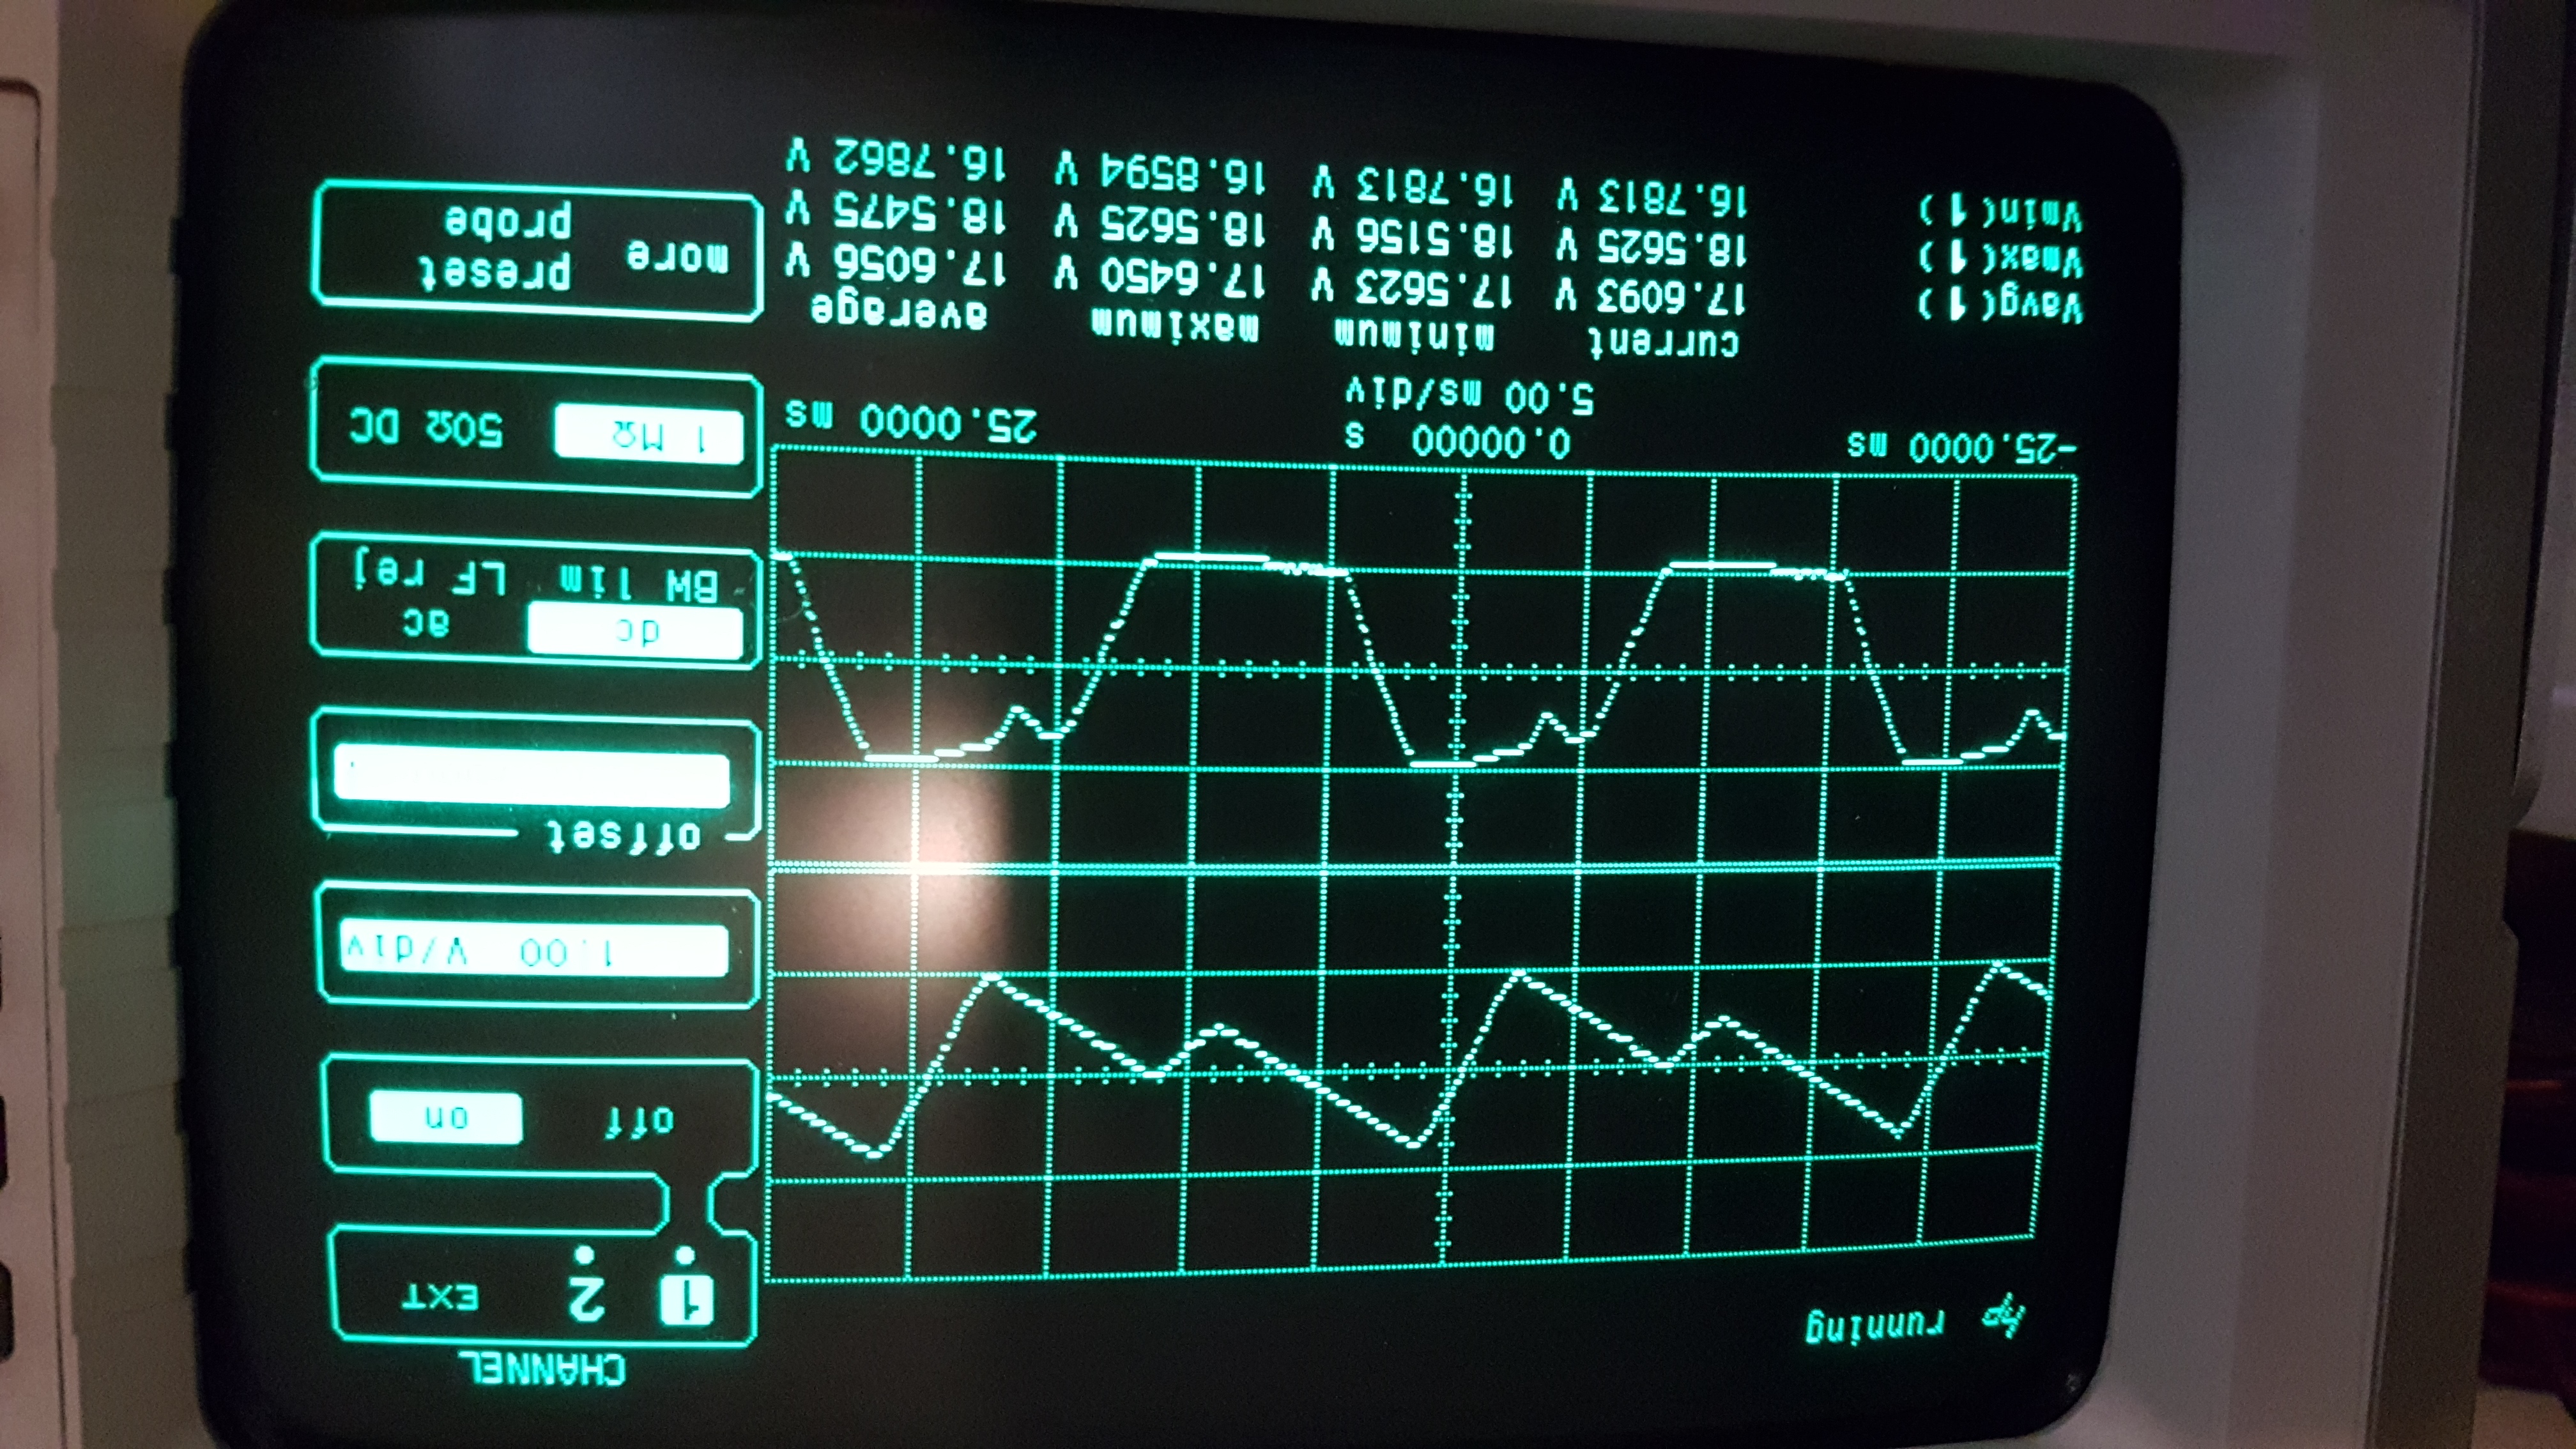 hp running
CHANNEL
1 2 EXT
off on
1.00 V/div
offset
dc ac
BW lim LF rej
1 MΩ 50Ω DC
more preset probe
-25.0000 ms 0.00000 s 25.0000 ms
5.00 ms/div
current minimum maximum average
Vavg(1) 17.6093 V 17.5623 V 17.6450 V 17.6056 V
Vmax(1) 18.5625 V 18.5156 V 18.5625 V 18.5475 V
Vmin(1) 16.7813 V 16.7813 V 16.8594 V 16.7862 V